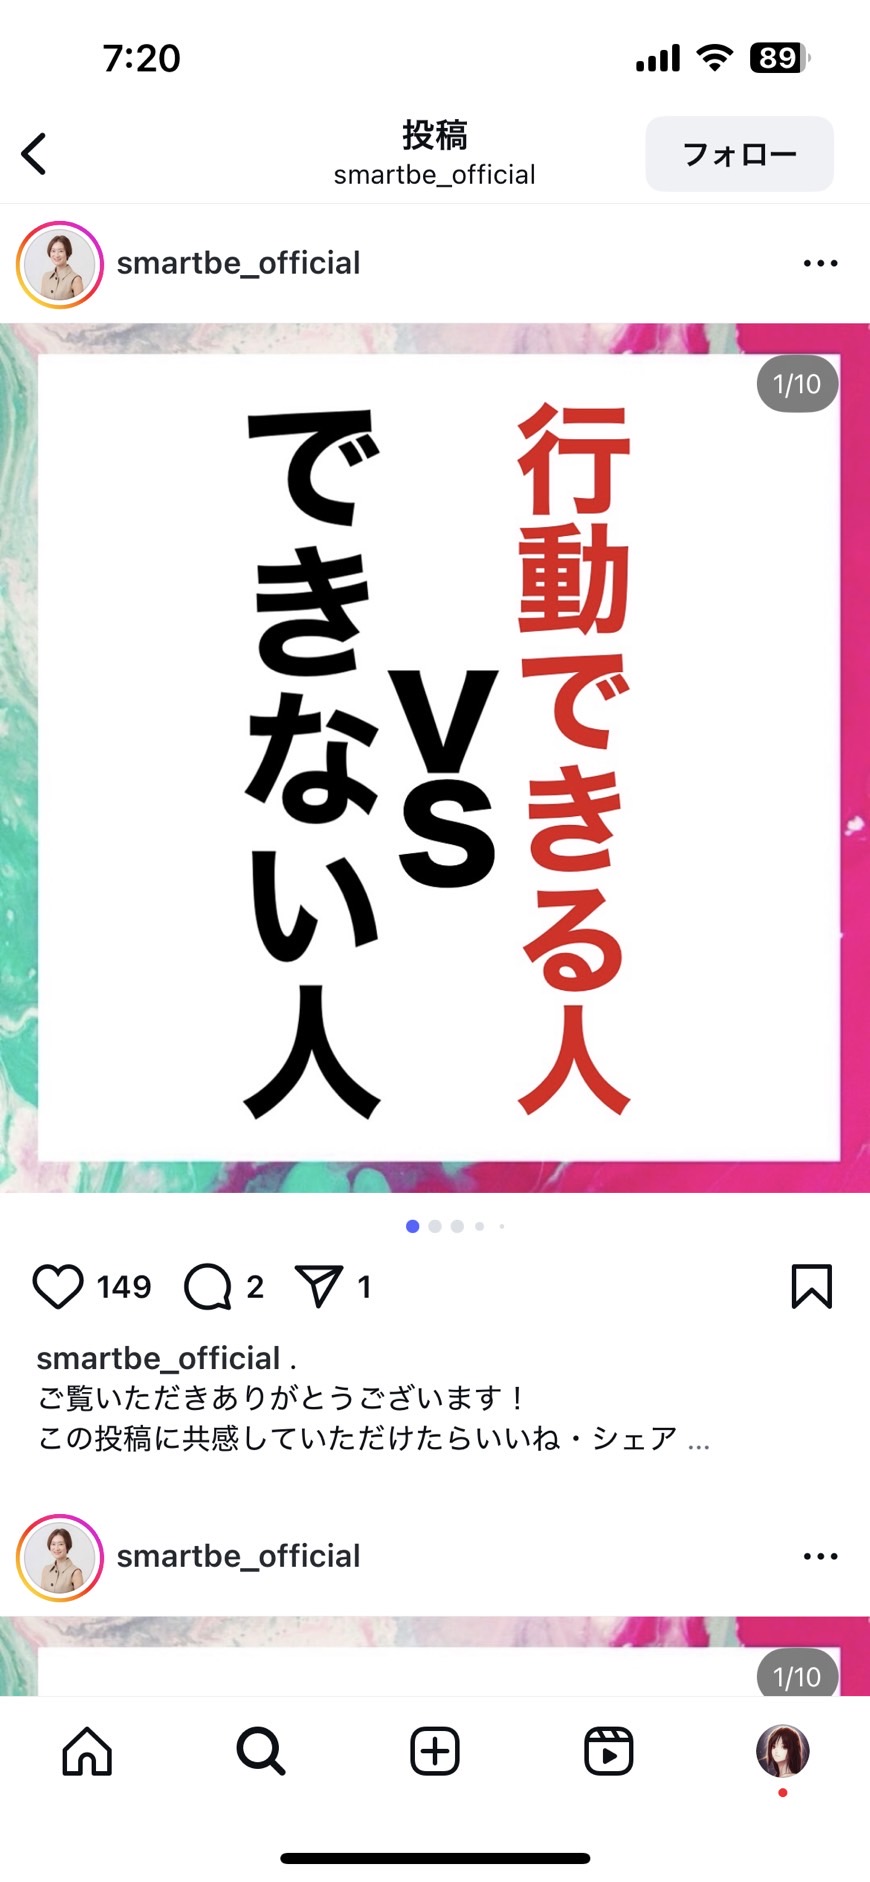 7:20
89
投稿
smartbe_official
フォロー
smartbe_official
1/10
行動できる人
VS
できない人
149
2
1
smartbe_official .
ご覧いただきありがとうございます！
この投稿に共感していただけたらいいね・シェア ...
smartbe_official
1/10